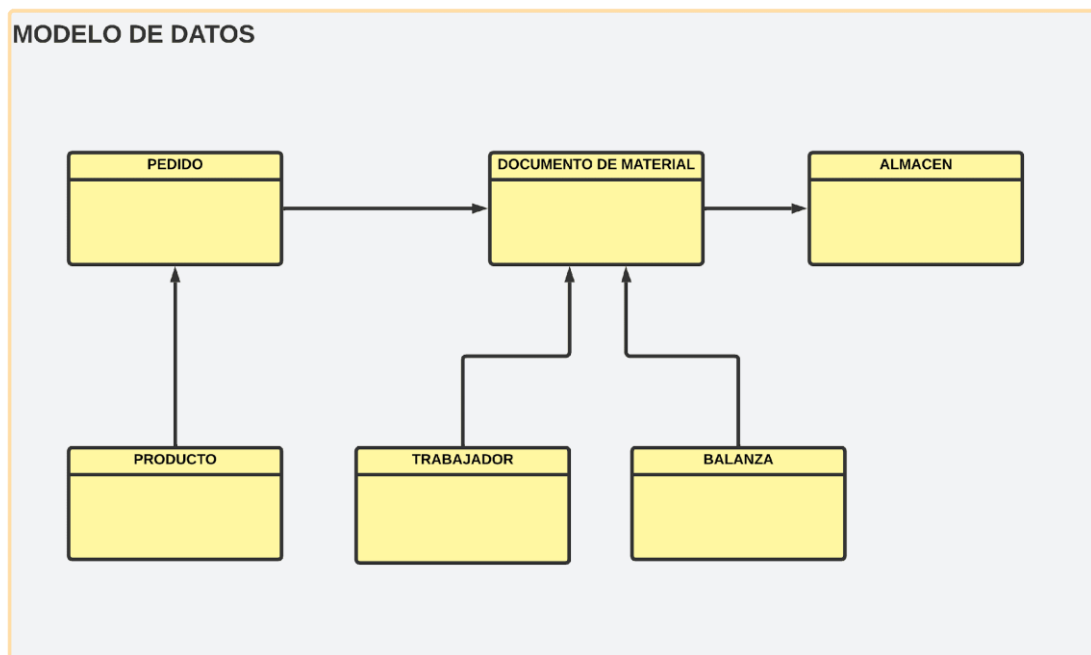 MODELO DE DATOS
PEDIDO
DOCUMENTO DE MATERIAL
ALMACEN
PRODUCTO
TRABAJADOR
BALANZA